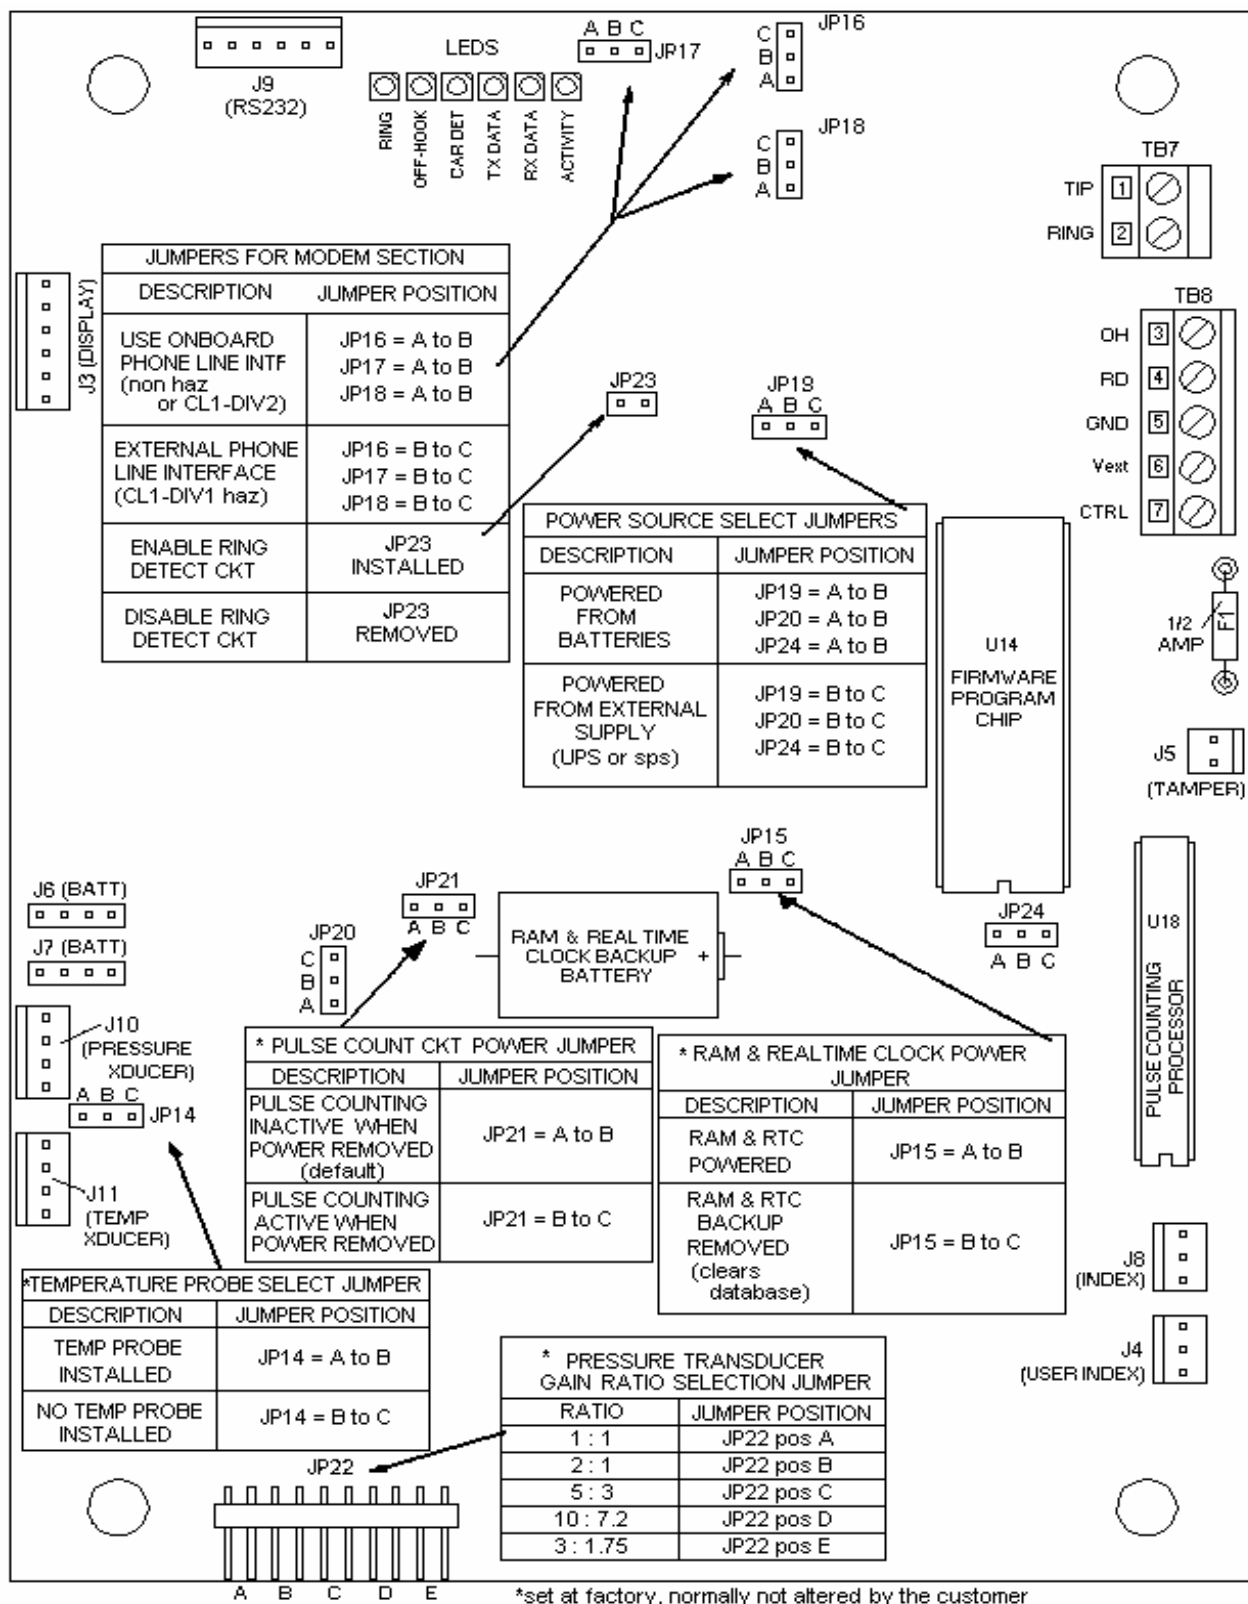 J9
(RS232)
LEDS
RING
OFF-HOOK
CAR DET
TX DATA
RX DATA
ACTIVITY
A B C
JP17
JP16
C
B
A
JP18
C
B
A
TB7
TIP 1
RING 2
TB8
OH 3
RD 4
GND 5
Vext 6
CTRL 7
J3 (DISPLAY)
JUMPERS FOR MODEM SECTION
DESCRIPTION JUMPER POSITION
USE ONBOARD
PHONE LINE INTF
(non haz
or CL1-DIV2)
JP16 = A to B
JP17 = A to B
JP18 = A to B
EXTERNAL PHONE
LINE INTERFACE
(CL1-DIV1 haz)
JP16 = B to C
JP17 = B to C
JP18 = B to C
ENABLE RING
DETECT CKT
JP23
INSTALLED
DISABLE RING
DETECT CKT
JP23
REMOVED
JP23
JP19
A B C
POWER SOURCE SELECT JUMPERS
DESCRIPTION JUMPER POSITION
POWERED
FROM
BATTERIES
JP19 = A to B
JP20 = A to B
JP24 = A to B
POWERED
FROM EXTERNAL
SUPPLY
(UPS or sps)
JP19 = B to C
JP20 = B to C
JP24 = B to C
U14
FIRMWARE
PROGRAM
CHIP
1/2
AMP
F1
J5
(TAMPER)
J6 (BATT)
J7 (BATT)
JP21
A B C
JP20
C
B
A
RAM & REAL TIME
CLOCK BACKUP
BATTERY
+
JP15
A B C
JP24
A B C
U18
PULSE COUNTING
PROCESSOR
J10
(PRESSURE
XDUCER)
A B C
JP14
J11
(TEMP
XDUCER)
* PULSE COUNT CKT POWER JUMPER
DESCRIPTION JUMPER POSITION
PULSE COUNTING
INACTIVE WHEN
POWER REMOVED
(default)
JP21 = A to B
PULSE COUNTING
ACTIVE WHEN
POWER REMOVED
JP21 = B to C
* RAM & REALTIME CLOCK POWER
JUMPER
DESCRIPTION JUMPER POSITION
RAM & RTC
POWERED
JP15 = A to B
RAM & RTC
BACKUP
REMOVED
(clears
database)
JP15 = B to C
J8
(INDEX)
J4
(USER INDEX)
*TEMPERATURE PROBE SELECT JUMPER
DESCRIPTION JUMPER POSITION
TEMP PROBE
INSTALLED
JP14 = A to B
NO TEMP PROBE
INSTALLED
JP14 = B to C
* PRESSURE TRANSDUCER
GAIN RATIO SELECTION JUMPER
RATIO JUMPER POSITION
1 : 1 JP22 pos A
2 : 1 JP22 pos B
5 : 3 JP22 pos C
10 : 7.2 JP22 pos D
3 : 1.75 JP22 pos E
JP22
A B C D E
*set at factory, normally not altered by the customer